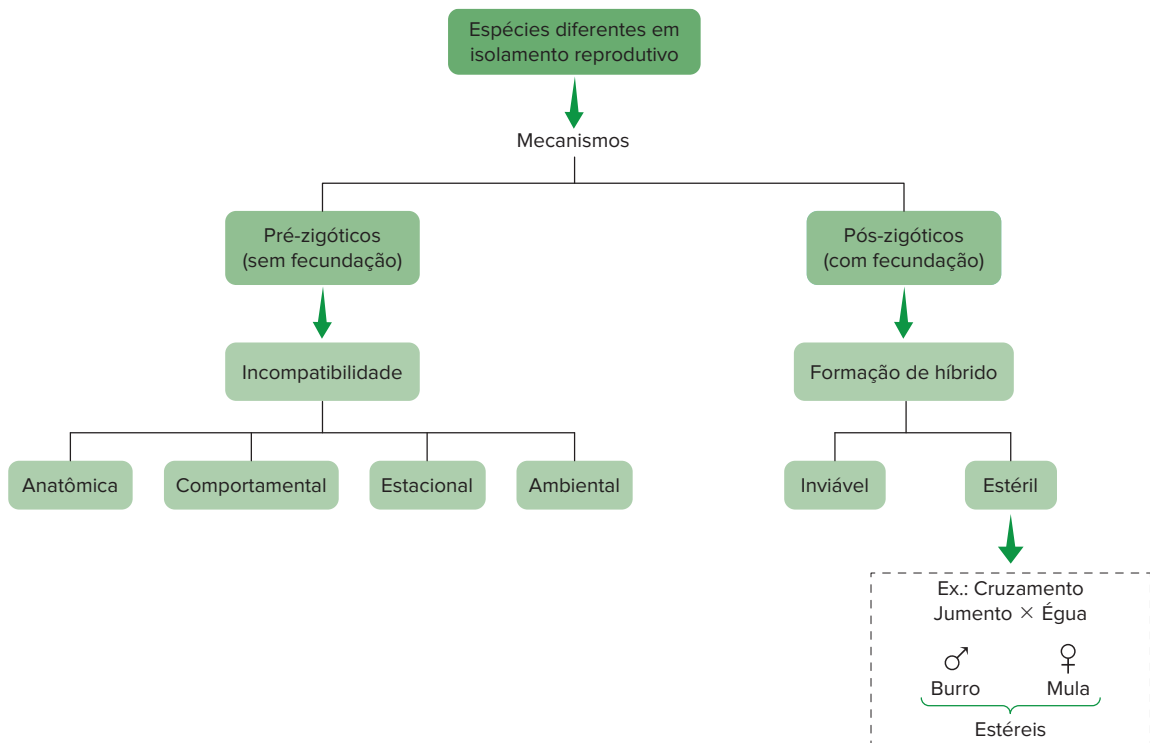 Espécies diferentes em
isolamento reprodutivo
Mecanismos
Pré-zigóticos
(sem fecundação)
Pós-zigóticos
(com fecundação)
Incompatibilidade
Formação de híbrido
Anatômica
Comportamental
Estacional
Ambiental
Inviável
Estéril
Ex.: Cruzamento
Jumento × Égua
♂ ♀
Burro Mula
Estéreis